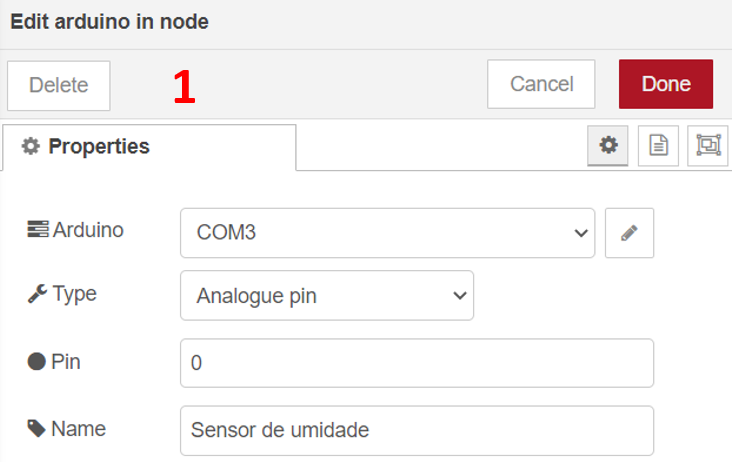 Edit arduino in node
Delete 1 Cancel Done
Properties
Arduino COM3
Type Analogue pin
Pin 0
Name Sensor de umidade